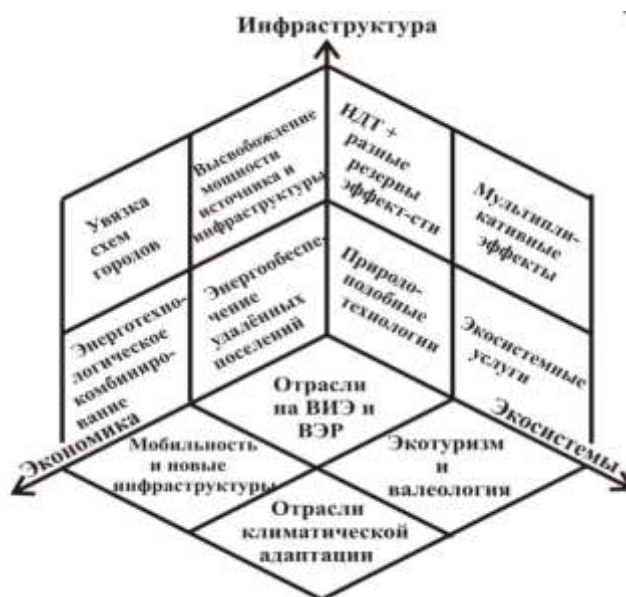 Инфраструктура
Увязка
схем
городов
Высвобождение
мощности
источника и
инфраструктуры
НДТ +
разные
резервы
эффект-сти
Мультипли-
кативные
эффекты
Энерготехно-
логическое
комбиниро-
вание
Энергообеспе-
чение
удалённых
поселений
Природо-
подобные
технологии
Экосистемные
услуги
Экономика
Экосистемы
Отрасли
на ВИЭ и
ВЭР
Мобильность
и новые
инфраструктуры
Экотуризм
и
валеология
Отрасли
климатической
адаптации